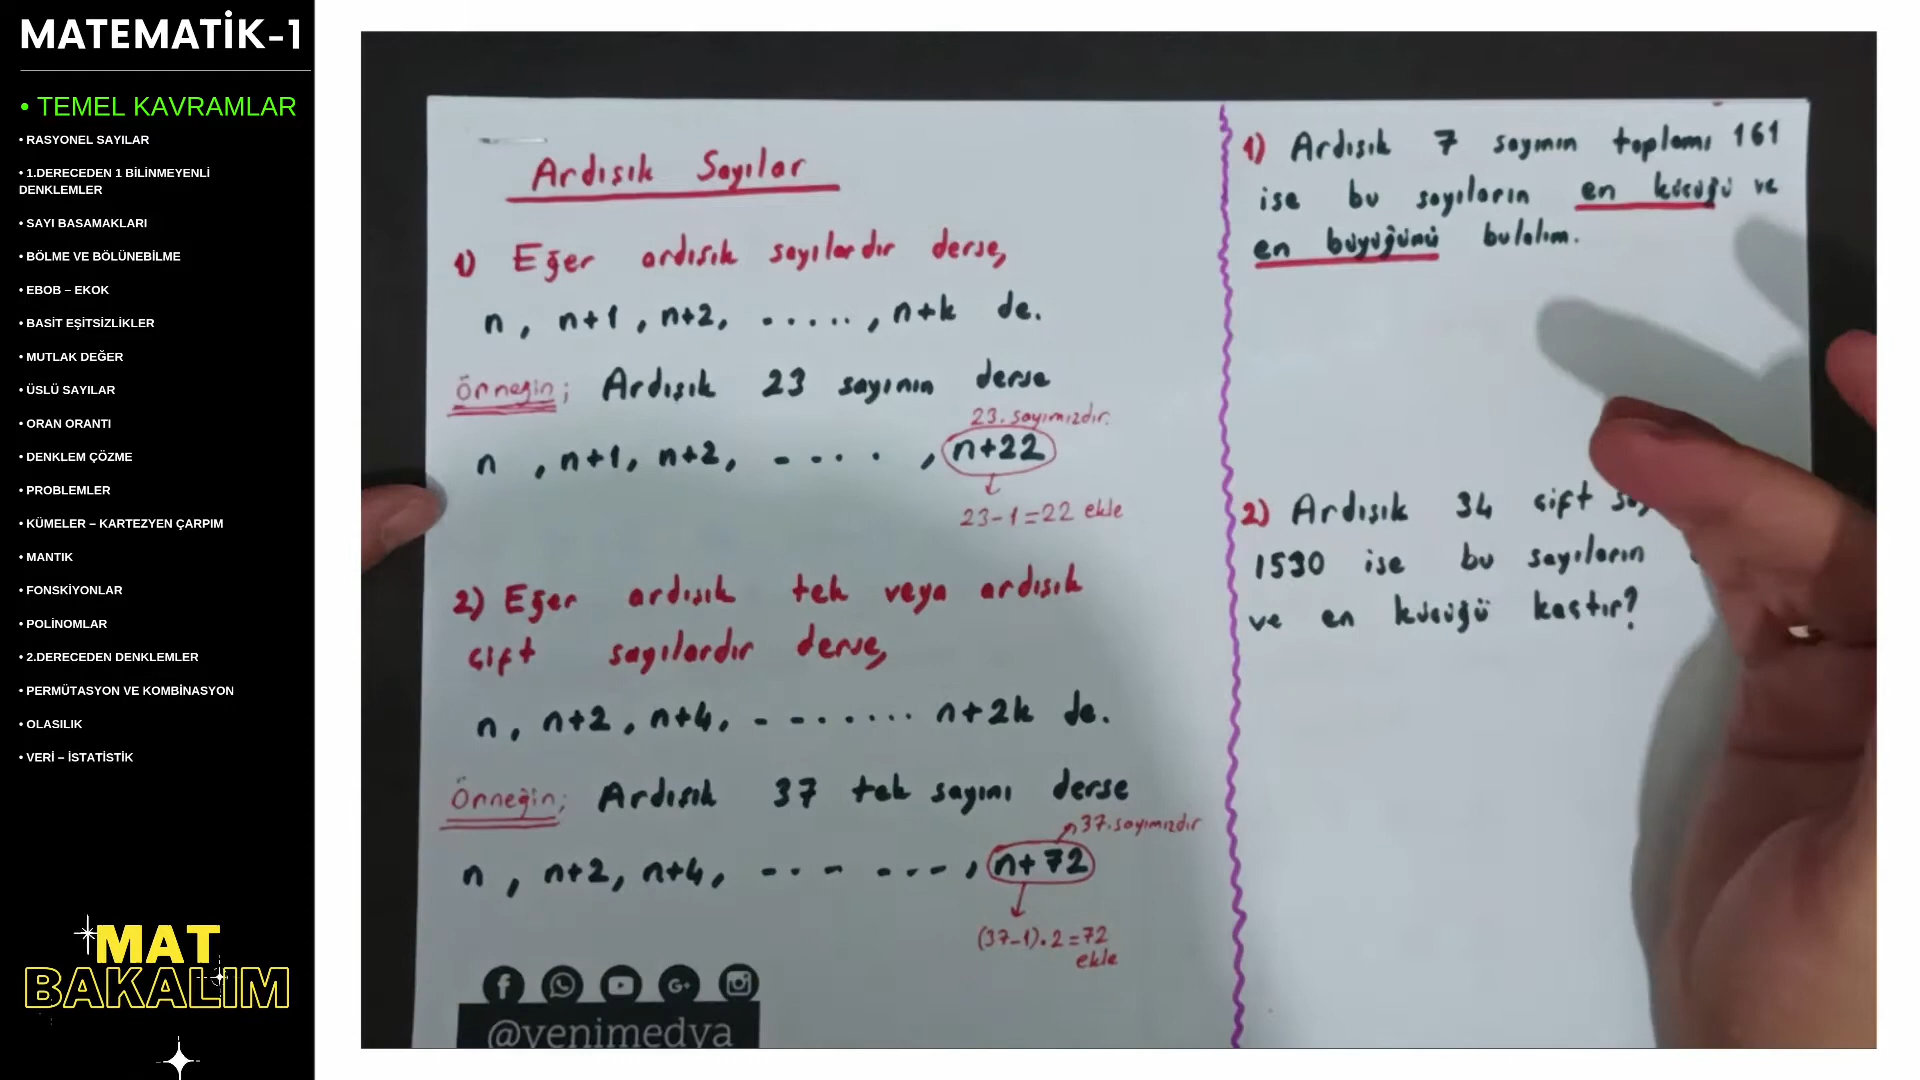 MATEMATİK-1
• TEMEL KAVRAMLAR
• RASYONEL SAYILAR
• 1.DERECEDEN 1 BİLİNMEYENLİ
DENKLEMLER
• SAYI BASAMAKLARI
• BÖLME VE BÖLÜNEBİLME
• EBOB – EKOK
• BASİT EŞİTSİZLİKLER
• MUTLAK DEĞER
• ÜSLÜ SAYILAR
• ORAN ORANTI
• DENKLEM ÇÖZME
• PROBLEMLER
• KÜMELER – KARTEZYEN ÇARPIM
• MANTIK
• FONSKİYONLAR
• POLİNOMLAR
• 2.DERECEDEN DENKLEMLER
• PERMÜTASYON VE KOMBİNASYON
• OLASILIK
• VERİ – İSTATİSTİK
MAT
BAKALIM
Ardışık Sayılar
1) Eğer ardışık sayılardır derse,
n, n+1, n+2, ....., n+k de.
Örneğin; Ardışık 23 sayının derse
23. sayımızdır.
n, n+1, n+2, ----, n+22
23-1=22 ekle
2) Eğer ardışık tek veya ardışık
çift sayılardır derse,
n, n+2, n+4, -------- n+2k de.
Örneğin; Ardışık 37 tek sayını derse
37. sayımızdır
n, n+2, n+4, --- ---, n+72
(37-1).2=72
ekle
@yenimedya
1) Ardışık 7 sayının toplamı 161
ise bu sayıların en küçüğü ve
en büyüğünü bulalım.
2) Ardışık 34 çift
1530 ise bu sayıların
ve en küçüğü kaçtır?